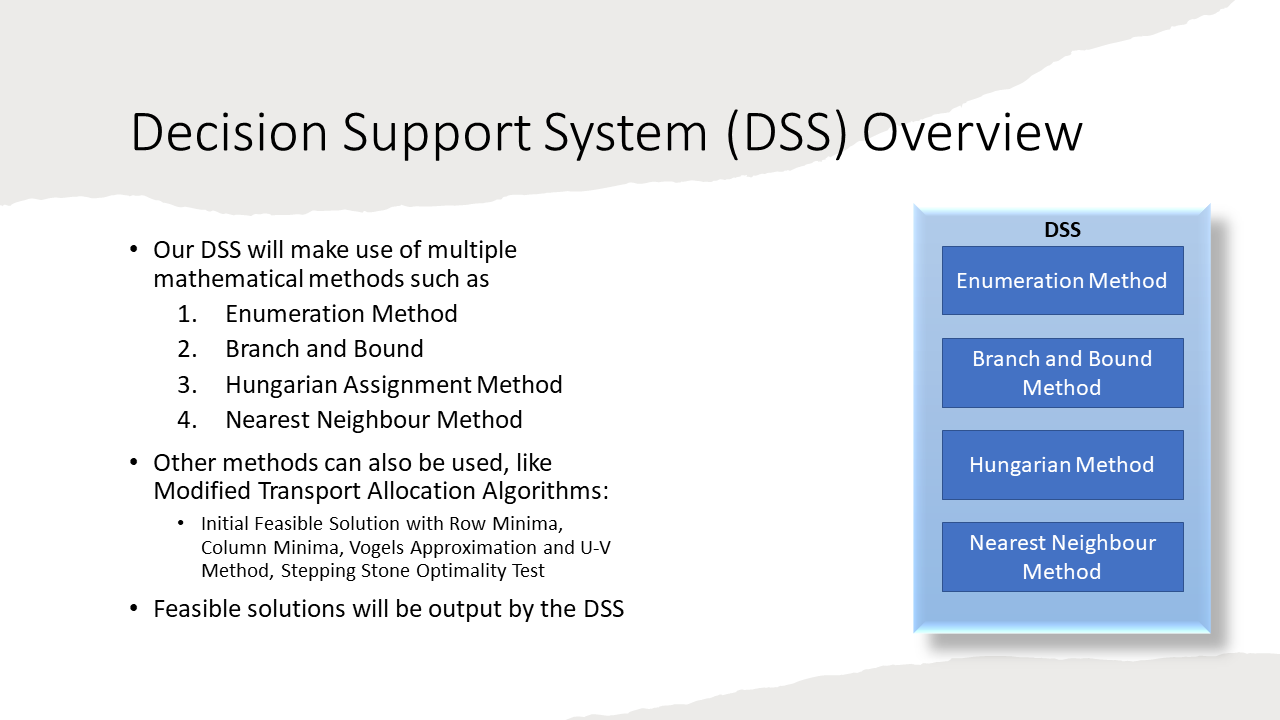 Decision Support System (DSS) Overview
• Our DSS will make use of multiple
mathematical methods such as
1. Enumeration Method
2. Branch and Bound
3. Hungarian Assignment Method
4. Nearest Neighbour Method
• Other methods can also be used, like
Modified Transport Allocation Algorithms:
• Initial Feasible Solution with Row Minima,
Column Minima, Vogels Approximation and U-V
Method, Stepping Stone Optimality Test
• Feasible solutions will be output by the DSS
DSS
Enumeration Method
Branch and Bound
Method
Hungarian Method
Nearest Neighbour
Method